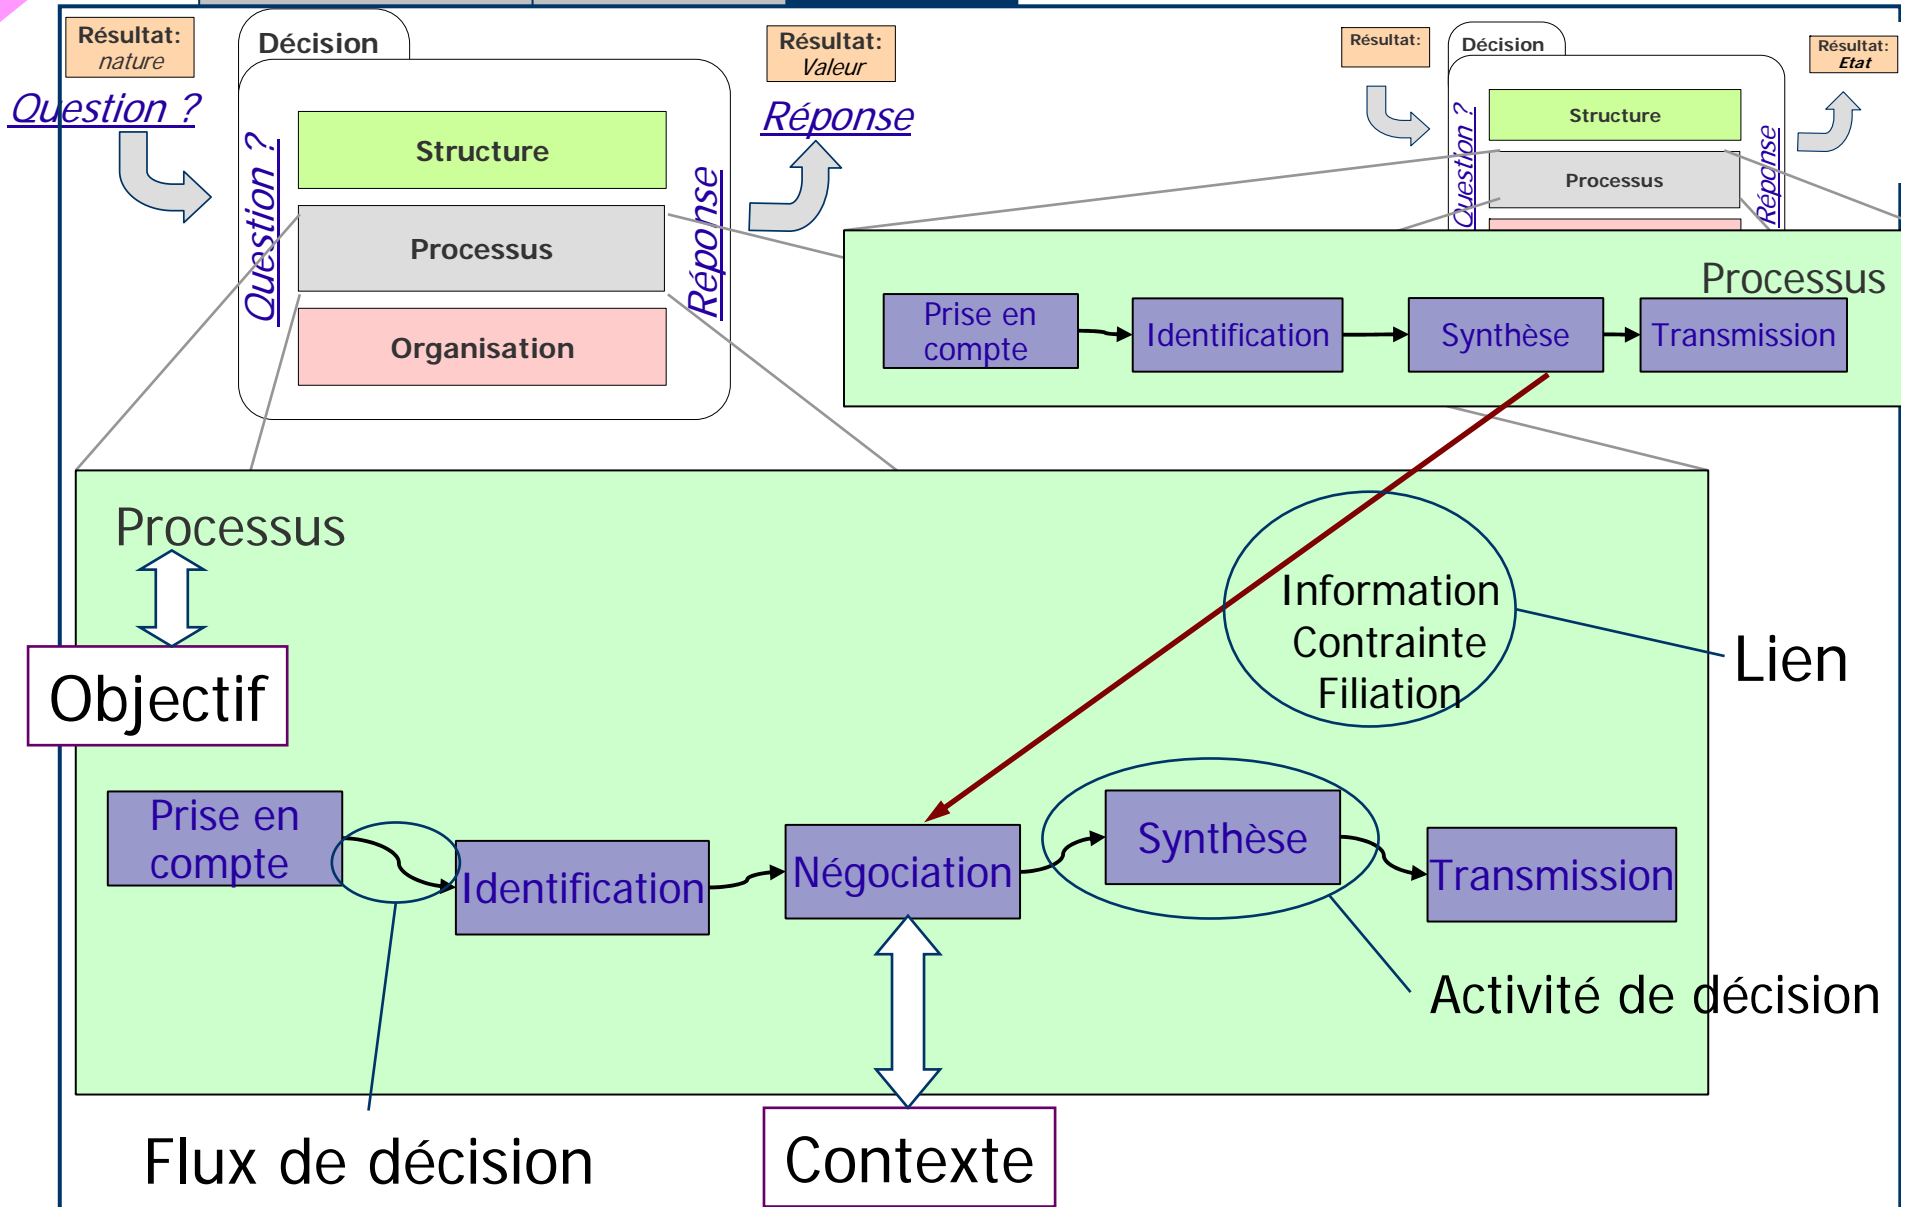 Résultat:
nature
Question ?
Décision
Question ?
Structure
Processus
Organisation
Réponse
Résultat:
Valeur
Réponse
Résultat:
Décision
Question ?
Structure
Processus
Réponse
Résultat:
Etat
Processus
Prise en
compte
Identification
Synthèse
Transmission
Processus
Objectif
Information
Contrainte
Filiation
Lien
Prise en
compte
Identification
Négociation
Synthèse
Transmission
Activité de décision
Flux de décision
Contexte